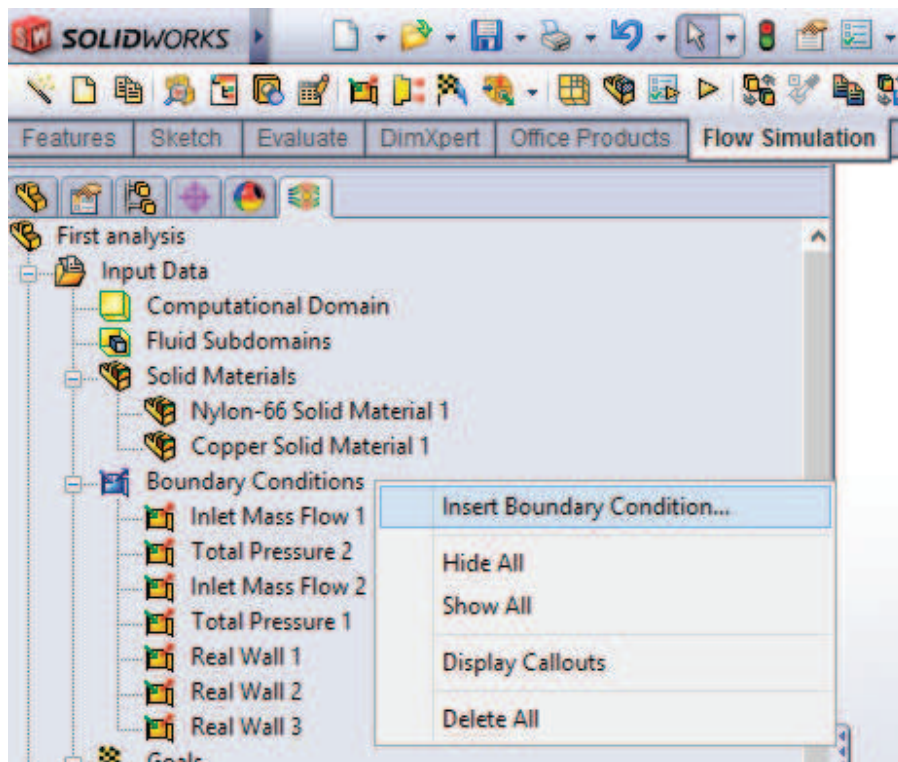 SOLIDWORKS
Features Sketch Evaluate DimXpert Office Products Flow Simulation
First analysis
Input Data
Computational Domain
Fluid Subdomains
Solid Materials
Nylon-66 Solid Material 1
Copper Solid Material 1
Boundary Conditions
Inlet Mass Flow 1
Total Pressure 2
Inlet Mass Flow 2
Total Pressure 1
Real Wall 1
Real Wall 2
Real Wall 3
Goals
Insert Boundary Condition...
Hide All
Show All
Display Callouts
Delete All